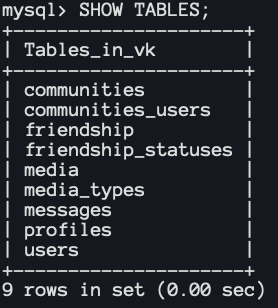 mysql> SHOW TABLES;
+----------------------+
| Tables_in_vk         |
+----------------------+
| communities          |
| communities_users    |
| friendship           |
| friendship_statuses  |
| media                |
| media_types          |
| messages             |
| profiles             |
| users                |
+----------------------+
9 rows in set (0.00 sec)